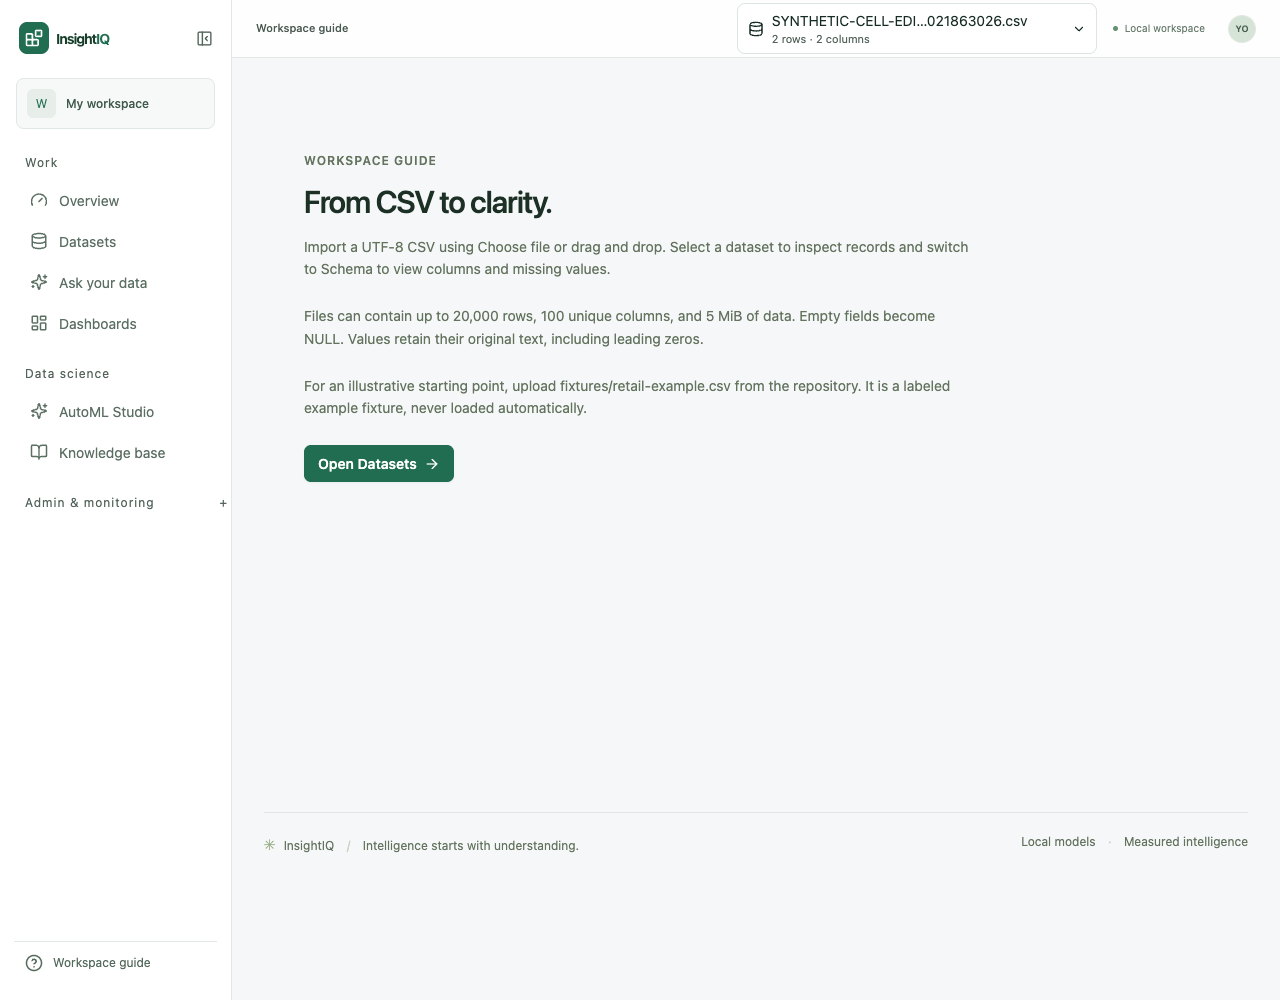 InsightIQ
W
My workspace
Work
Overview
Datasets
Ask your data
Dashboards
Data science
AutoML Studio
Knowledge base
Admin & monitoring +
Workspace guide
Workspace guide
SYNTHETIC-CELL-EDI...021863026.csv
2 rows · 2 columns
Local workspace
YO
WORKSPACE GUIDE
From CSV to clarity.
Import a UTF-8 CSV using Choose file or drag and drop. Select a dataset to inspect records and switch
to Schema to view columns and missing values.
Files can contain up to 20,000 rows, 100 unique columns, and 5 MiB of data. Empty fields become
NULL. Values retain their original text, including leading zeros.
For an illustrative starting point, upload fixtures/retail-example.csv from the repository. It is a labeled
example fixture, never loaded automatically.
Open Datasets →
InsightIQ / Intelligence starts with understanding.
Local models · Measured intelligence